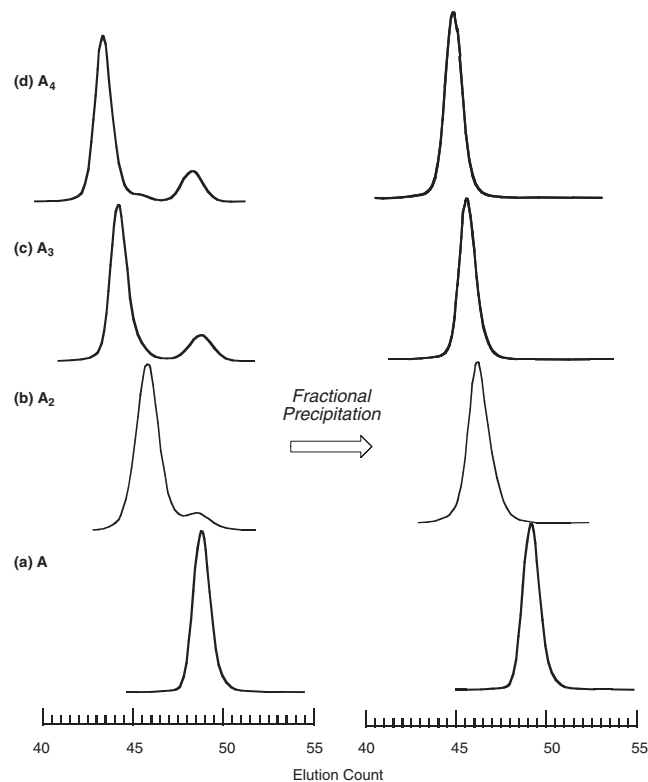 (d) A₄
(c) A₃
(b) A₂
Fractional
Precipitation
(a) A
40 45 50 55 40 45 50 55
Elution Count